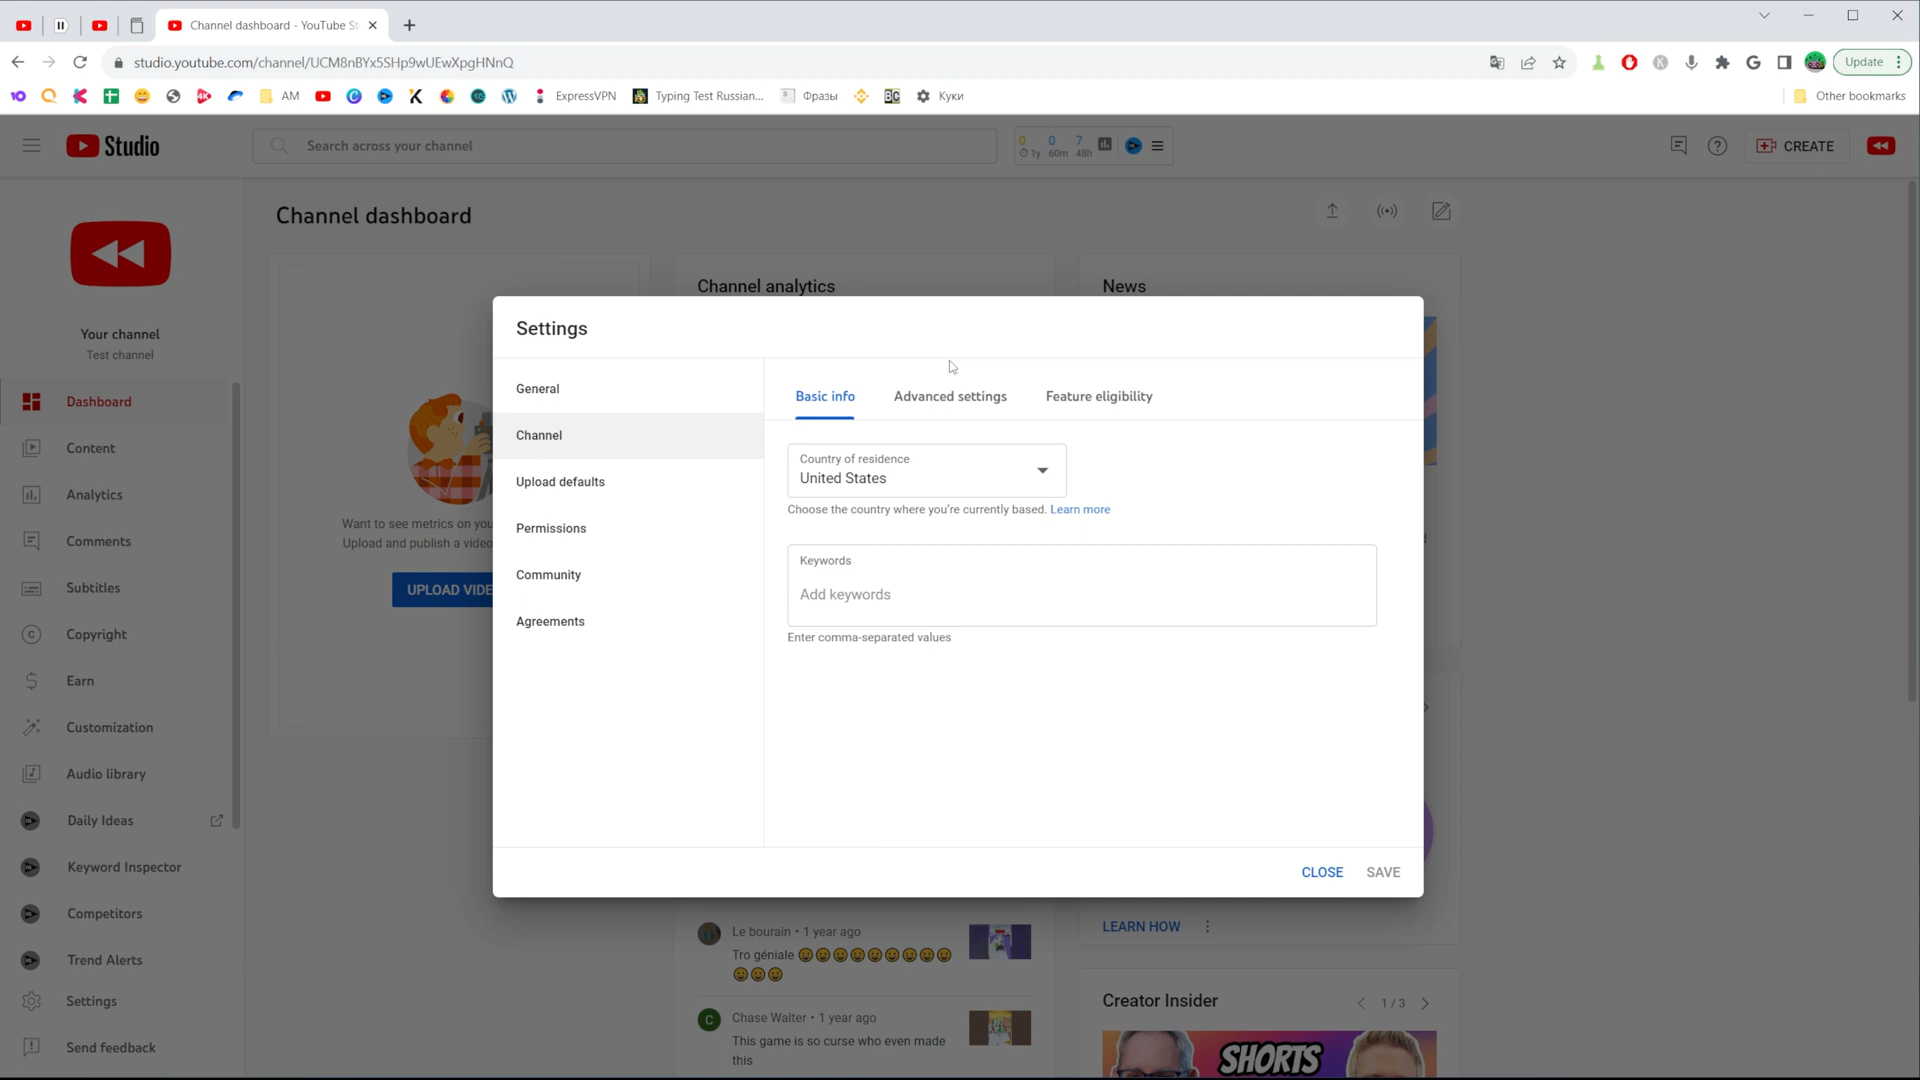 Channel dashboard - YouTube St
studio.youtube.com/channel/UCM8nBYx5SHp9wUEwXpgHNnQ
Update
AM
ExpressVPN
Typing Test Russian...
Фразы
Куки
Other bookmarks
Studio
Search across your channel
0 0 7
1y 60m 48h
CREATE
Channel dashboard
Your channel
Test channel
Dashboard
Content
Analytics
Comments
Subtitles
Copyright
Earn
Customization
Audio library
Daily Ideas
Keyword Inspector
Competitors
Trend Alerts
Settings
Send feedback
Want to see metrics on you
Upload and publish a video
UPLOAD VIDE
Channel analytics
News
Settings
General
Channel
Upload defaults
Permissions
Community
Agreements
Basic info
Advanced settings
Feature eligibility
Country of residence
United States
Choose the country where you're currently based. Learn more
Keywords
Add keywords
Enter comma-separated values
CLOSE
SAVE
Le bourain • 1 year ago
Tro géniale 😄😄😄😄😄😄😄😄😄
😄😄😄
C
Chase Walter • 1 year ago
This game is so curse who even made
this
LEARN HOW
Creator Insider
1 / 3
SHORTS